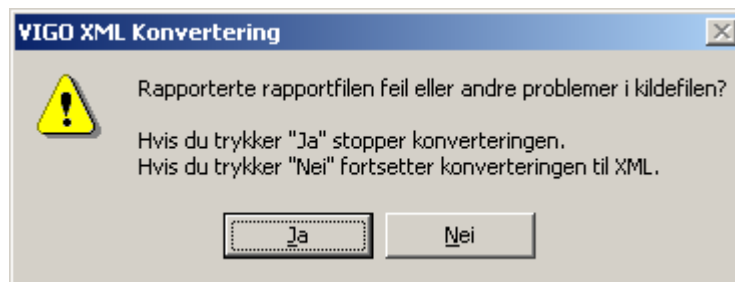 VIGO XML Konvertering
Rapporterte rapportfilen feil eller andre problemer i kildefilen?
Hvis du trykker "Ja" stopper konverteringen.
Hvis du trykker "Nei" fortsetter konverteringen til XML.
Ja
Nei